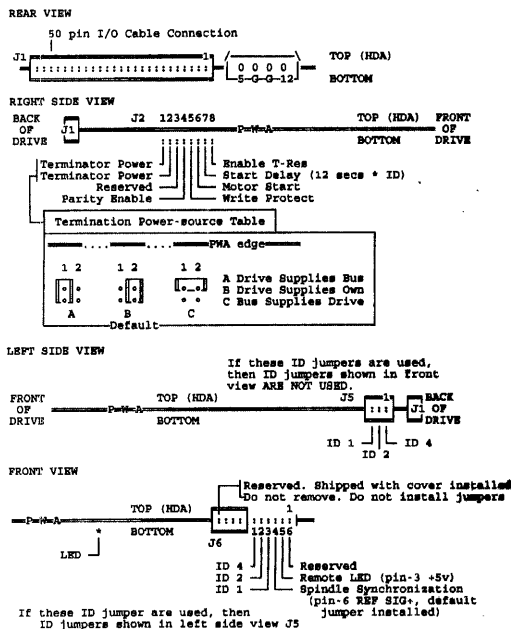 REAR VIEW
50 pin I/O Cable Connection
J1 1 TOP (HDA)
0 0 0 0
5-G-G-12 BOTTOM
RIGHT SIDE VIEW
BACK J2 12345678 TOP (HDA) FRONT
OF J1 P=W=A OF
DRIVE BOTTOM DRIVE
Terminator Power Enable T-Res
Terminator Power Start Delay (12 secs * ID)
Reserved Motor Start
Parity Enable Write Protect
Termination Power-source Table
.... .... PWA edge
1 2 1 2 1 2
A Drive Supplies Bus
B Drive Supplies Own
C Bus Supplies Drive
A B C
Default
LEFT SIDE VIEW
If these ID jumpers are used,
then ID jumpers shown in front
view ARE NOT USED.
FRONT TOP (HDA) J5 1 BACK
OF P=W=A J1 OF
DRIVE BOTTOM DRIVE
ID 1 ID 4
ID 2
FRONT VIEW
Reserved. Shipped with cover installed
Do not remove. Do not install jumpers
TOP (HDA) 1
P=W=A
* BOTTOM 123456
LED J6
ID 4 Reserved
ID 2 Remote LED (pin-3 +5v)
ID 1 Spindle Synchronization
(pin-6 REF SIG+, default
jumper installed)
If these ID jumper are used, then
ID jumpers shown in left side view J5